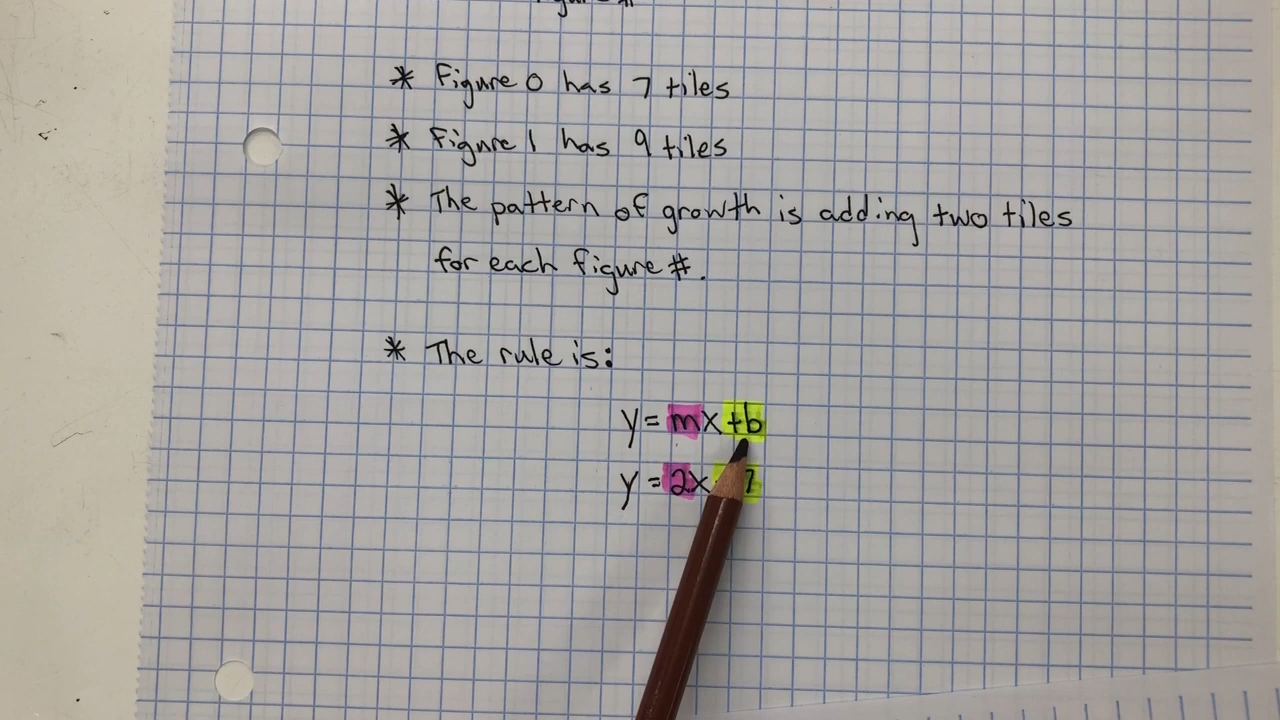 * Figure 0 has 7 tiles
* Figure 1 has 9 tiles
* The pattern of growth is adding two tiles
for each figure #.
* The rule is:
y = mx + b
y = 2x 7